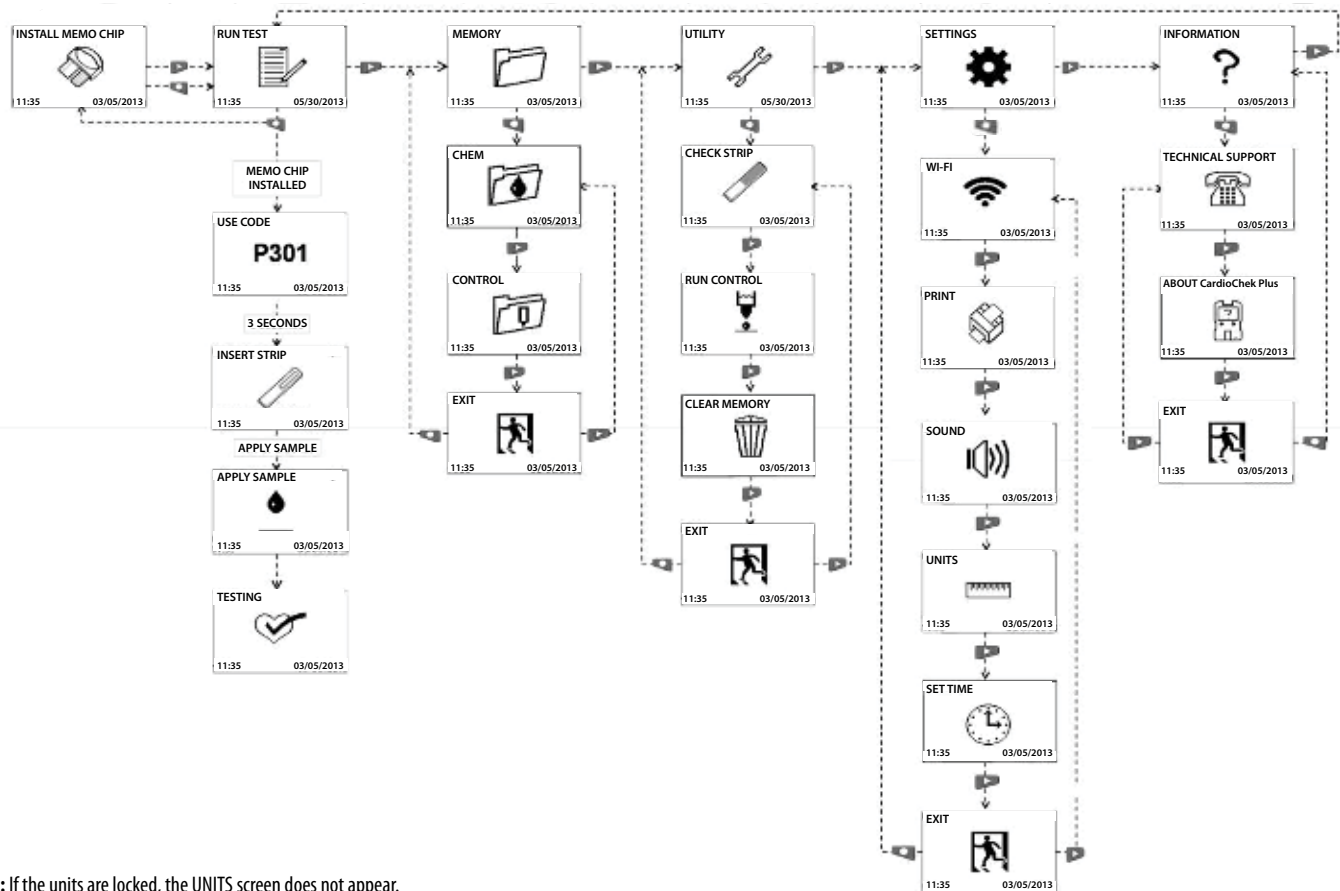 INSTALL MEMO CHIP
11:35 03/05/2013
RUN TEST
11:35 05/30/2013
MEMORY
11:35 03/05/2013
UTILITY
11:35 05/30/2013
SETTINGS
11:35 03/05/2013
INFORMATION
?
11:35 03/05/2013
MEMO CHIP
INSTALLED
USE CODE
P301
11:35 03/05/2013
3 SECONDS
INSERT STRIP
11:35 03/05/2013
APPLY SAMPLE
APPLY SAMPLE
11:35 03/05/2013
TESTING
11:35 03/05/2013
CHEM
11:35 03/05/2013
CONTROL
11:35 03/05/2013
EXIT
11:35 03/05/2013
CHECK STRIP
11:35 03/05/2013
RUN CONTROL
11:35 03/05/2013
CLEAR MEMORY
11:35 03/05/2013
EXIT
11:35 03/05/2013
WI-FI
11:35 03/05/2013
PRINT
11:35 03/05/2013
SOUND
11:35 03/05/2013
UNITS
11:35 03/05/2013
SET TIME
11:35 03/05/2013
EXIT
11:35 03/05/2013
TECHNICAL SUPPORT
11:35 03/05/2013
ABOUT CardioChek Plus
11:35 03/05/2013
EXIT
11:35 03/05/2013
: If the units are locked, the UNITS screen does not appear.